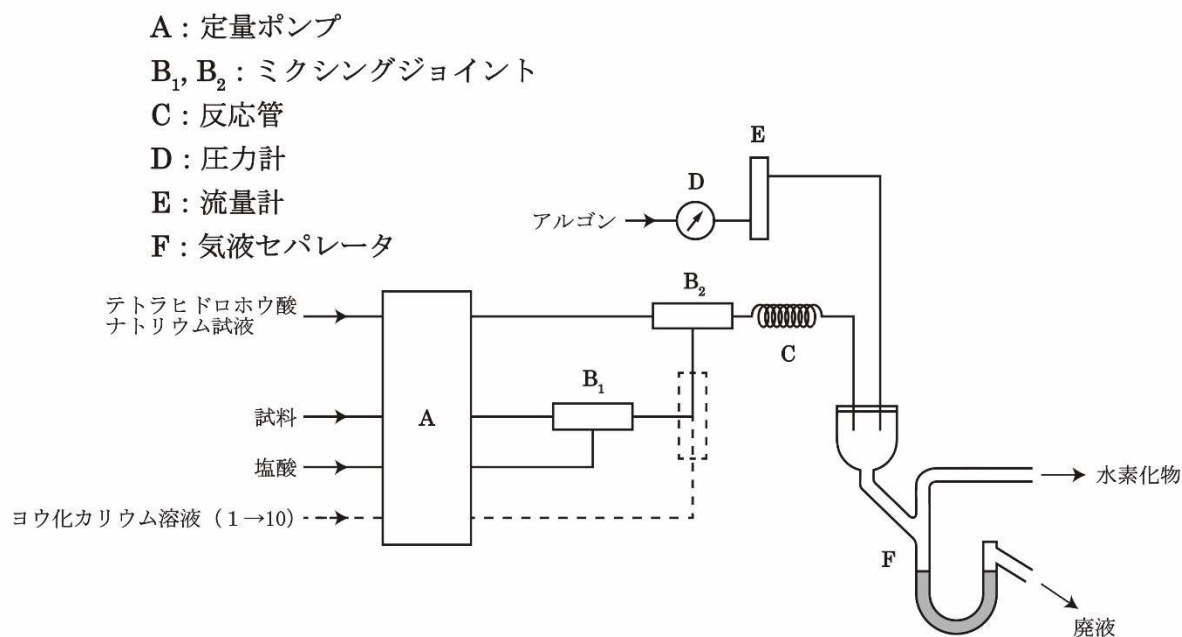 A：定量ポンプ
B₁, B₂：ミクシングジョイント
C：反応管
D：圧力計
E：流量計
F：気液セパレータ
E
D
アルゴン
B₂
テトラヒドロホウ酸
ナトリウム試液
C
B₁
試料
A
塩酸
水素化物
ヨウ化カリウム溶液（1→10）
F
廃液